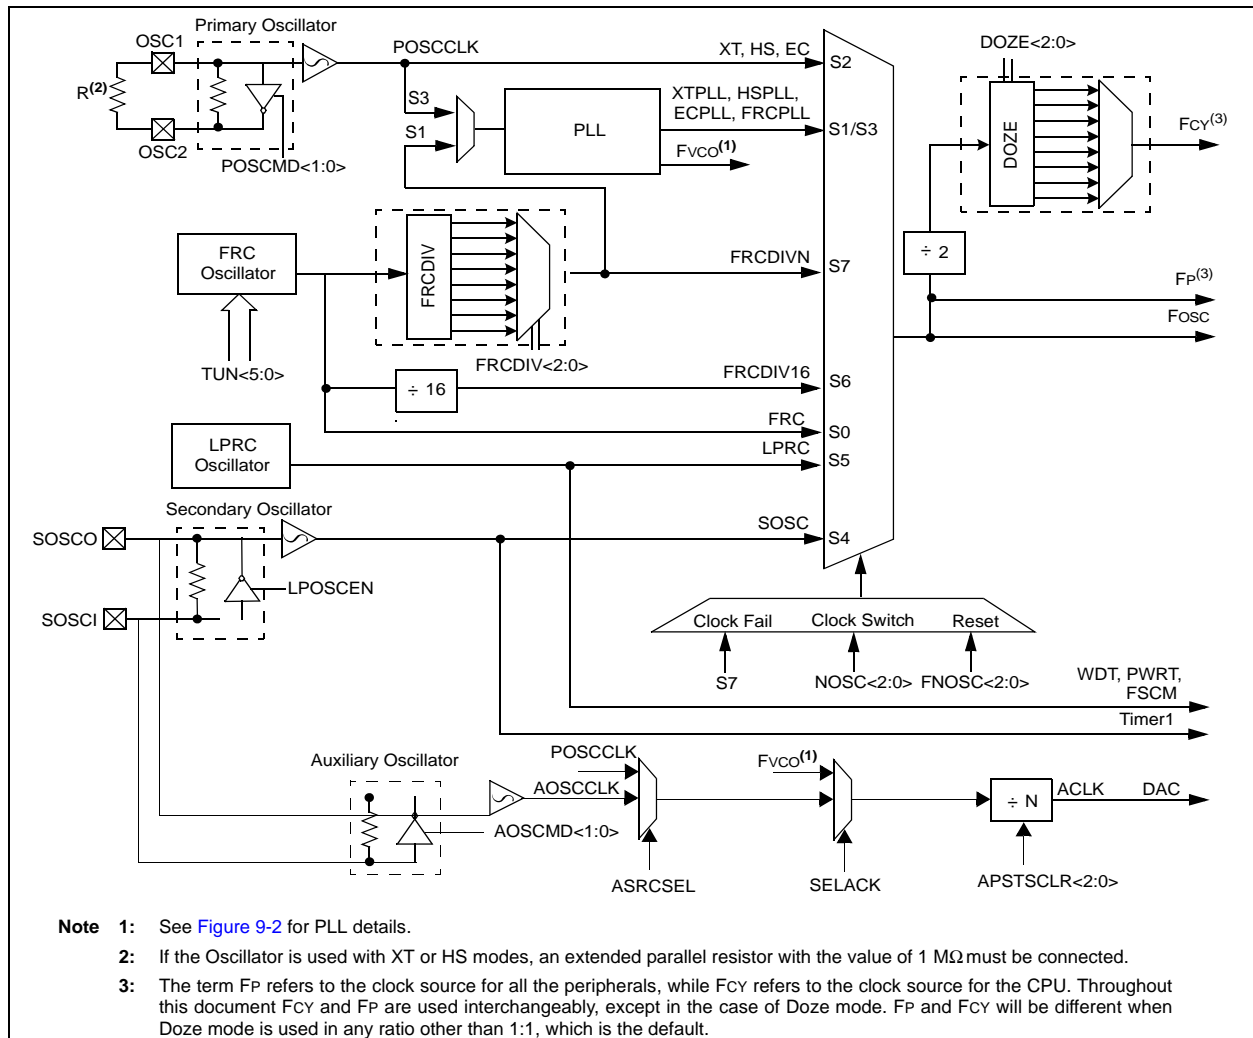 Primary Oscillator
OSC1
POSCCLK
XT, HS, EC
S2
DOZE<2:0>
R(2)
S3
XTPLL, HSPLL,
ECPLL, FRCPLL
PLL
S1/S3
S1
FVCO(1)
DOZE
FCY(3)
OSC2
POSCMD<1:0>
FRC
Oscillator
FRCDIV
FRCDIVN
S7
÷ 2
FP(3)
FOSC
TUN<5:0>
FRCDIV<2:0>
FRCDIV16
S6
÷ 16
FRC
S0
LPRC
Oscillator
LPRC
S5
Secondary Oscillator
SOSCO
SOSC
S4
LPOSCEN
SOSCI
Clock Fail
Clock Switch
Reset
S7
NOSC<2:0>
FNOSC<2:0>
WDT, PWRT,
FSCM
Timer1
POSCCLK
FVCO(1)
Auxiliary Oscillator
AOSCCLK
÷ N
ACLK
DAC
AOSCMD<1:0>
ASRCSEL
SELACK
APSTSCLR<2:0>
Note 1: See Figure 9-2 for PLL details.
2: If the Oscillator is used with XT or HS modes, an extended parallel resistor with the value of 1 MΩ must be connected.
3: The term FP refers to the clock source for all the peripherals, while FCY refers to the clock source for the CPU. Throughout
this document FCY and FP are used interchangeably, except in the case of Doze mode. FP and FCY will be different when
Doze mode is used in any ratio other than 1:1, which is the default.